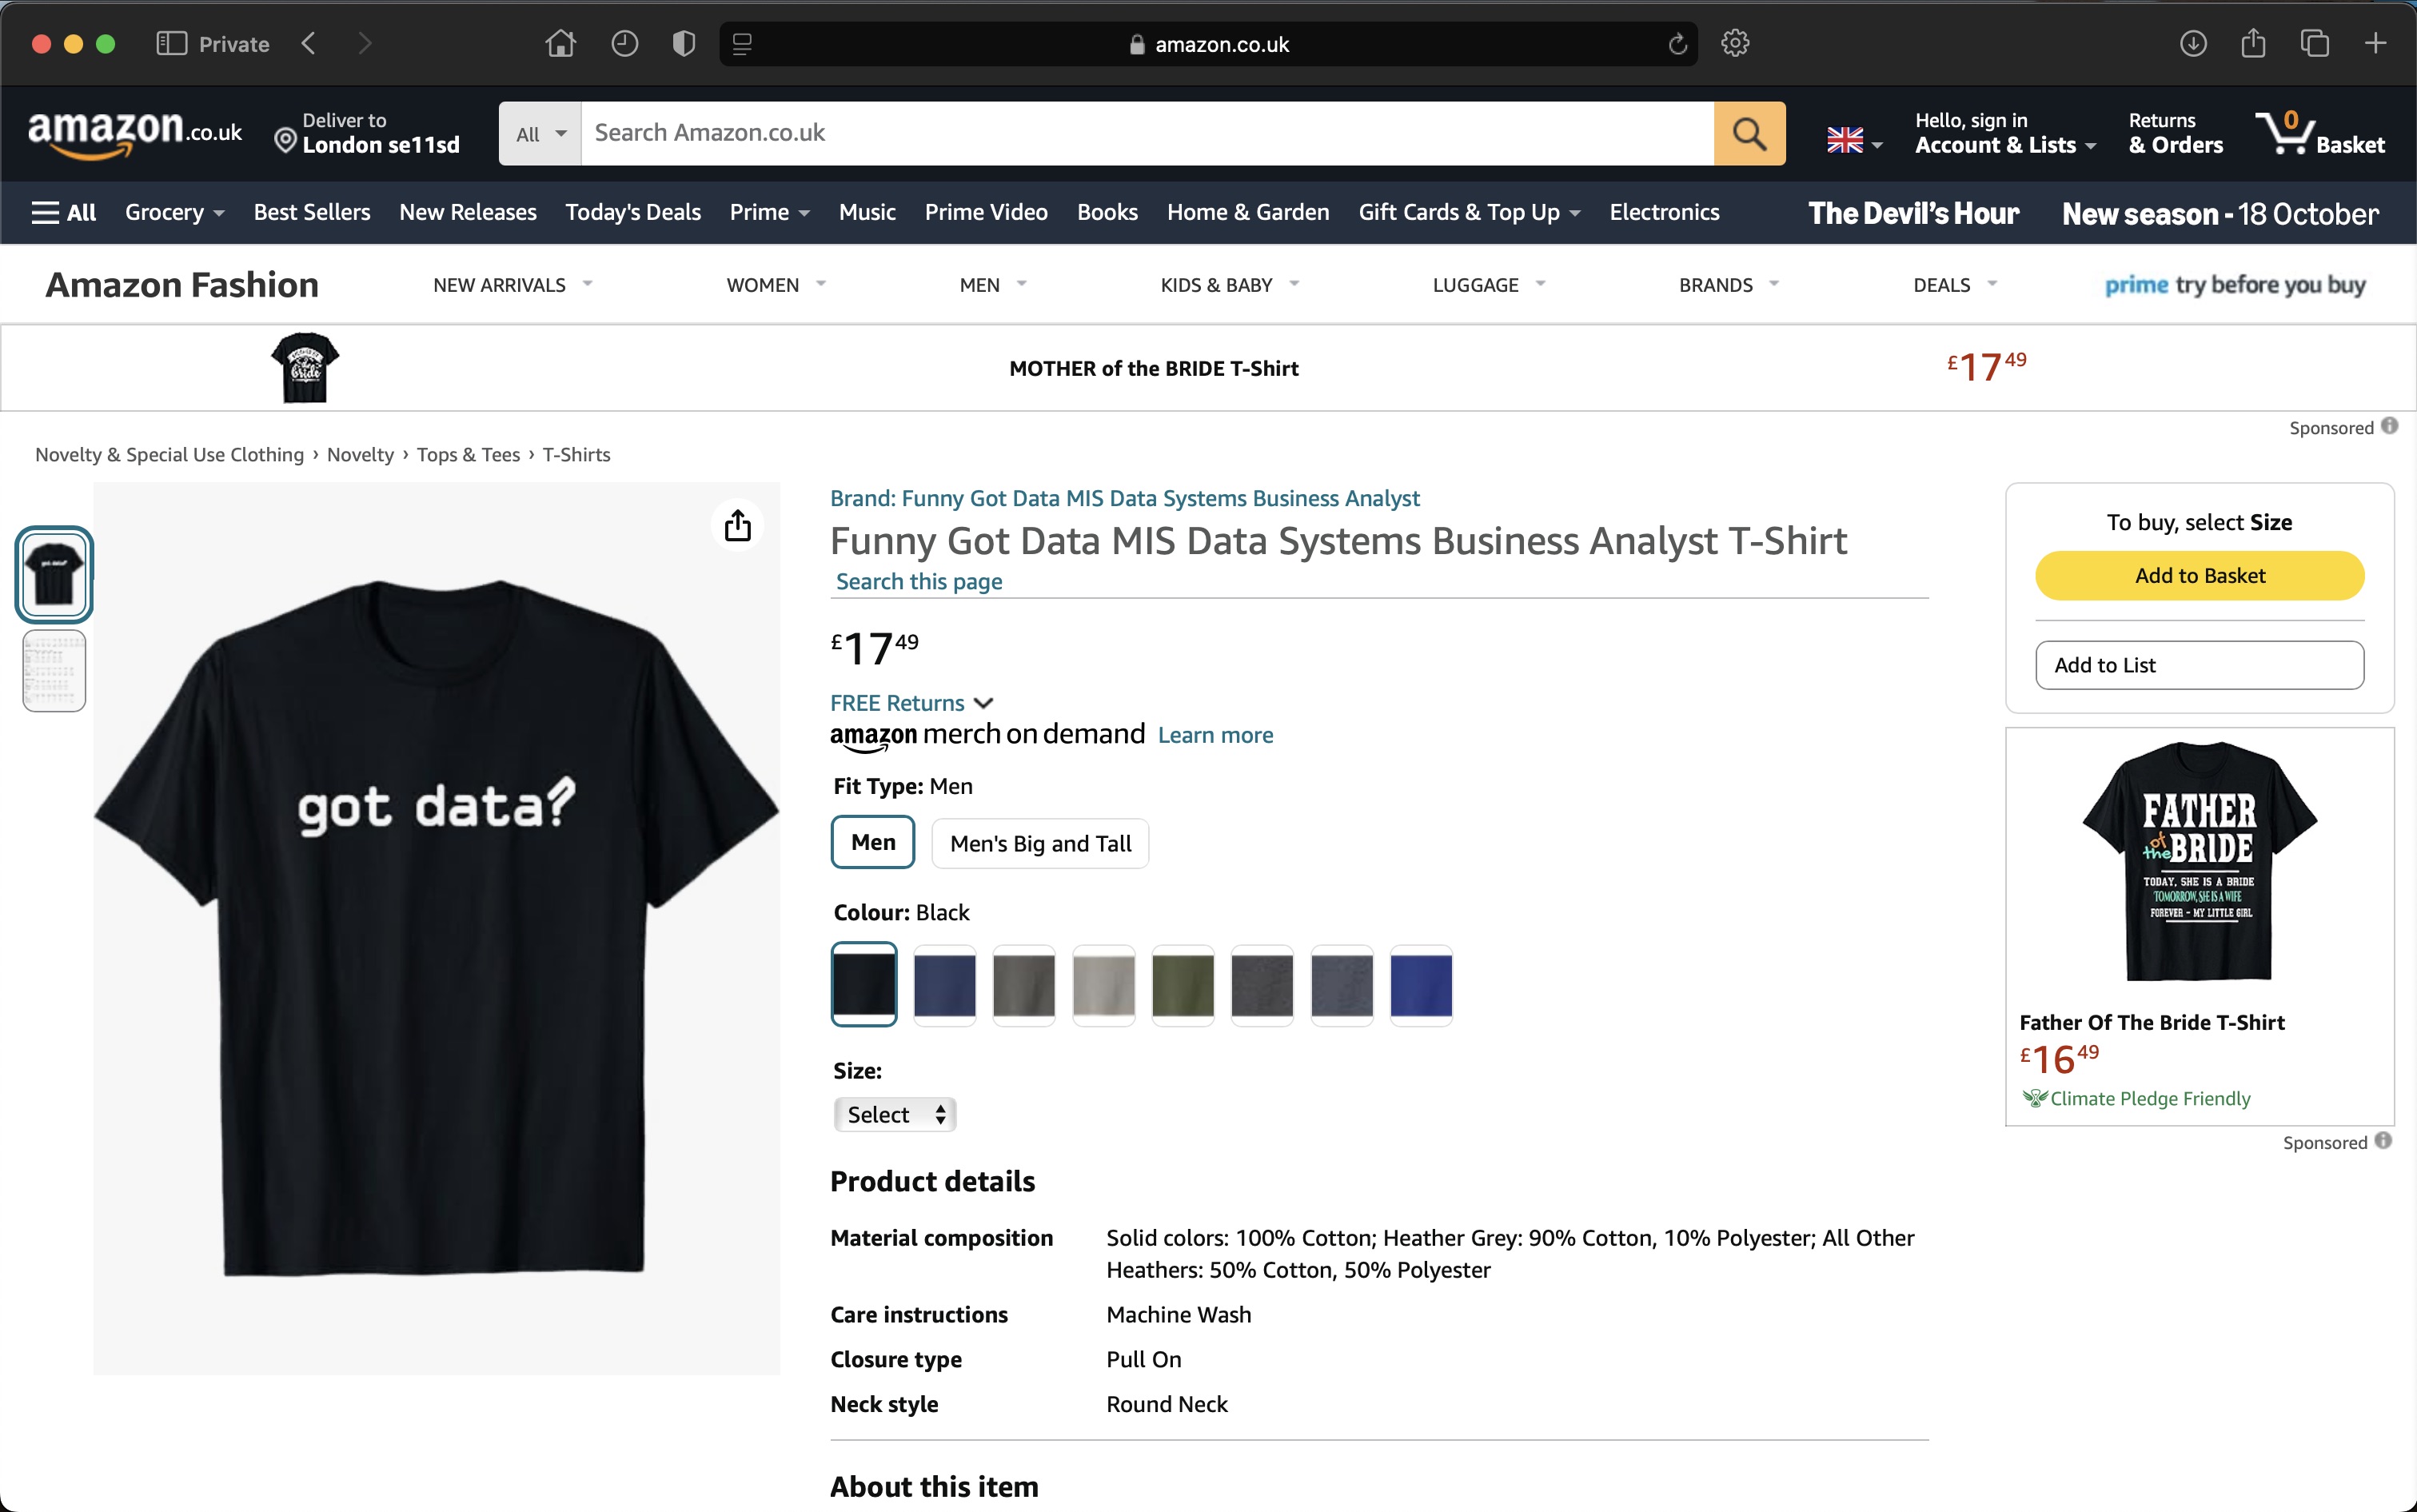 Private
amazon.co.uk
amazon.co.uk
Deliver to
London se11sd
All
Search Amazon.co.uk
Hello, sign in
Account & Lists
Returns
& Orders
0
Basket
All
Grocery
Best Sellers
New Releases
Today's Deals
Prime
Music
Prime Video
Books
Home & Garden
Gift Cards & Top Up
Electronics
The Devil's Hour
New season - 18 October
Amazon Fashion
NEW ARRIVALS
WOMEN
MEN
KIDS & BABY
LUGGAGE
BRANDS
DEALS
prime try before you buy
MOTHER of the BRIDE T-Shirt
£17 49
Sponsored
Novelty & Special Use Clothing › Novelty › Tops & Tees › T-Shirts
got data?
Brand: Funny Got Data MIS Data Systems Business Analyst
Funny Got Data MIS Data Systems Business Analyst T-Shirt
Search this page
£17 49
FREE Returns
amazon merch on demand Learn more
Fit Type: Men
Men
Men's Big and Tall
Colour: Black
Size:
Select
Product details
Material composition
Solid colors: 100% Cotton; Heather Grey: 90% Cotton, 10% Polyester; All Other
Heathers: 50% Cotton, 50% Polyester
Care instructions
Machine Wash
Closure type
Pull On
Neck style
Round Neck
About this item
To buy, select Size
Add to Basket
Add to List
FATHER
of
the BRIDE
TODAY, SHE IS A BRIDE
TOMORROW, SHE IS A WIFE
FOREVER - MY LITTLE GIRL
Father Of The Bride T-Shirt
£16 49
Climate Pledge Friendly
Sponsored